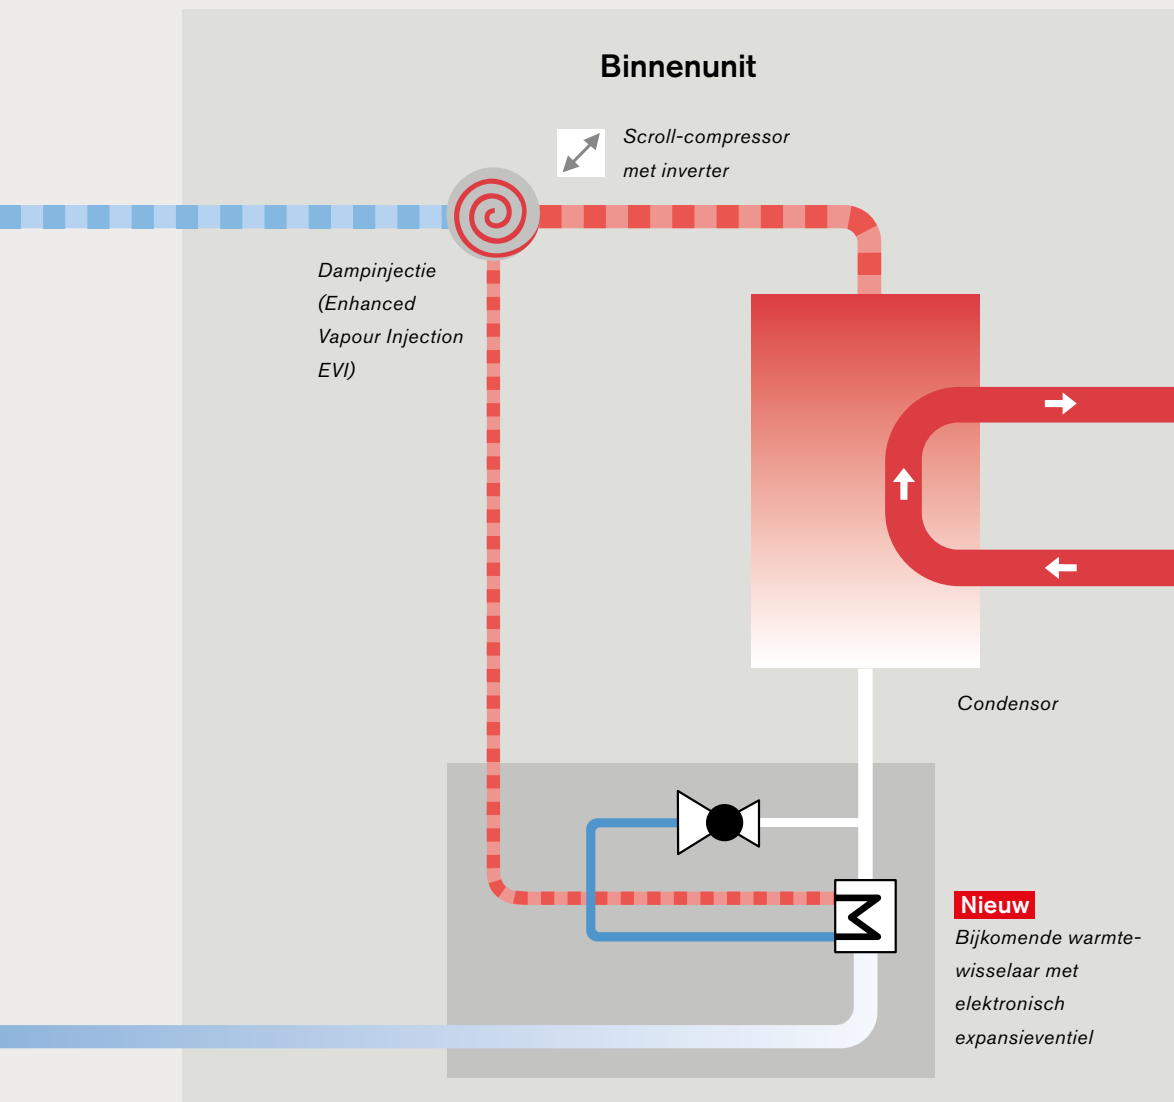 Binnenunit
Scroll-compressor
met inverter
Dampinjectie
(Enhanced
Vapour Injection
EVI)
Condensor
Nieuw
Bijkomende warmte-
wisselaar met
elektronisch
expansieventiel